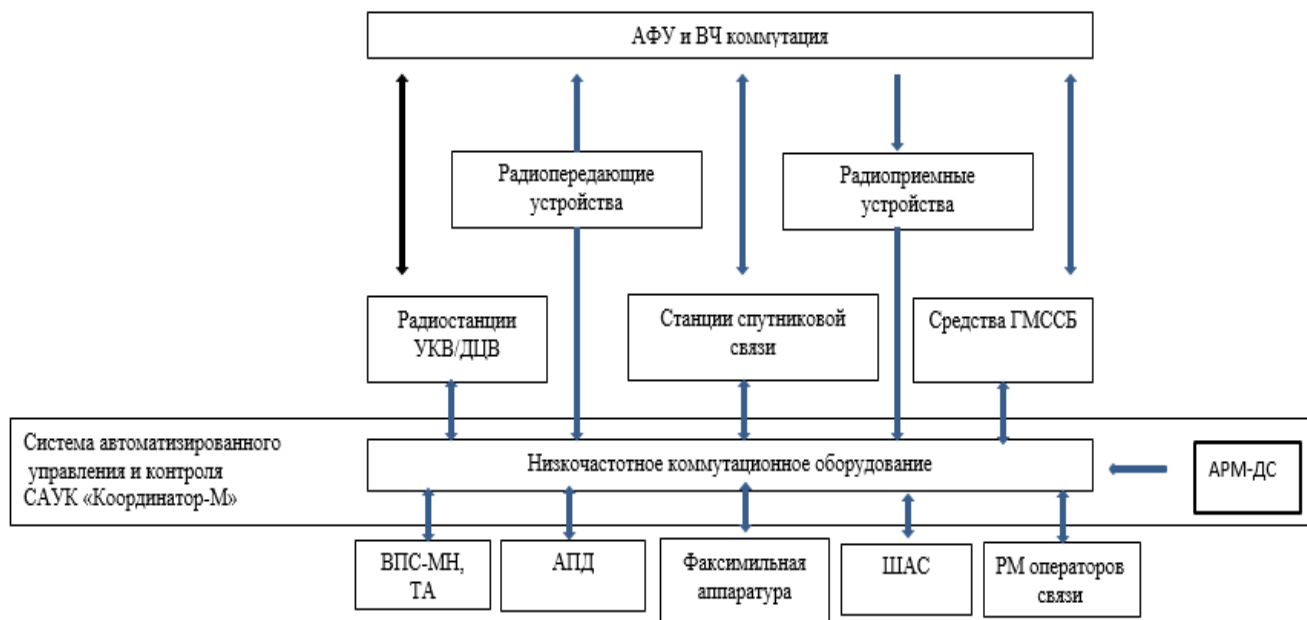 АФУ и ВЧ коммутация
Радиопередающие
устройства
Радиоприемные
устройства
Радиостанции
УКВ/ДЦВ
Станции спутниковой
связи
Средства ГМССБ
Система автоматизированного
управления и контроля
САУК «Координатор-М»
Низкочастотное коммутационное оборудование
АРМ-ДС
ВПС-МН,
ТА
АПД
Факсимильная
аппаратура
ШАС
РМ операторов
связи